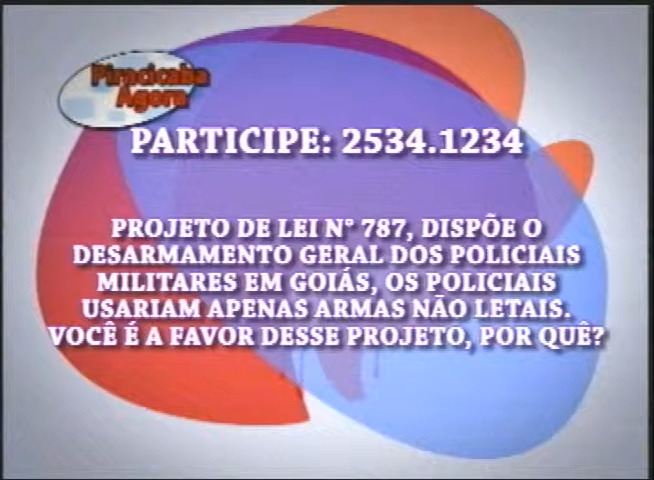 Piracicaba
Agora
PARTICIPE: 2534.1234
PROJETO DE LEI N° 787, DISPÕE O
DESARMAMENTO GERAL DOS POLICIAIS
MILITARES EM GOIÁS, OS POLICIAIS
USARIAM APENAS ARMAS NÃO LETAIS.
VOCÊ É A FAVOR DESSE PROJETO, POR QUÊ?